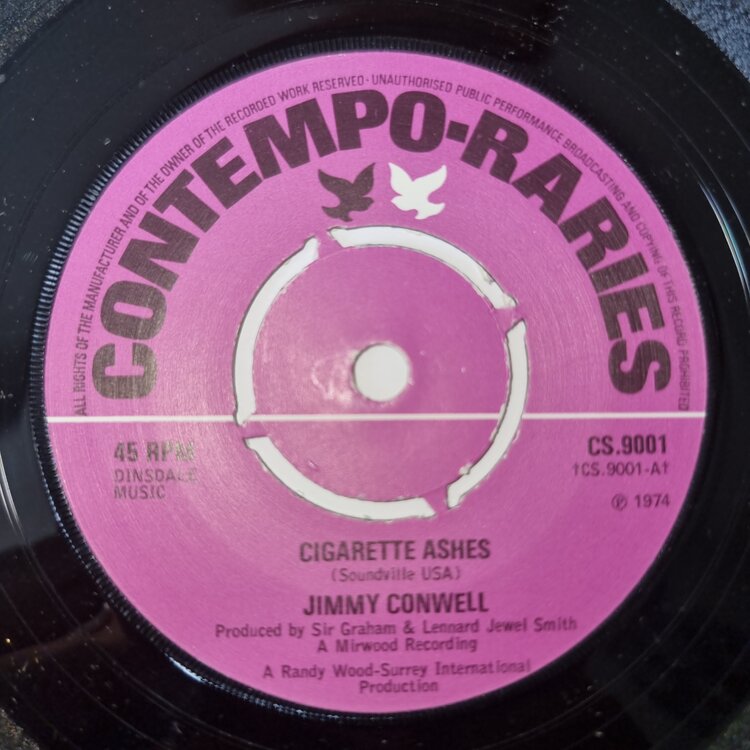 ALL RIGHTS OF THE MANUFACTURER AND OF THE OWNER OF THE RECORDED WORK RESERVED · UNAUTHORISED PUBLIC PERFORMANCE BROADCASTING AND COPYING OF THIS RECORD PROHIBITED
CONTEMPO-RARIES
45 RPM
DINSDALE
MUSIC
CS.9001
†CS.9001-A†
℗ 1974
CIGARETTE ASHES
(Soundville USA)
JIMMY CONWELL
Produced by Sir Graham & Lennard Jewel Smith
A Mirwood Recording
A Randy Wood-Surrey International
Production